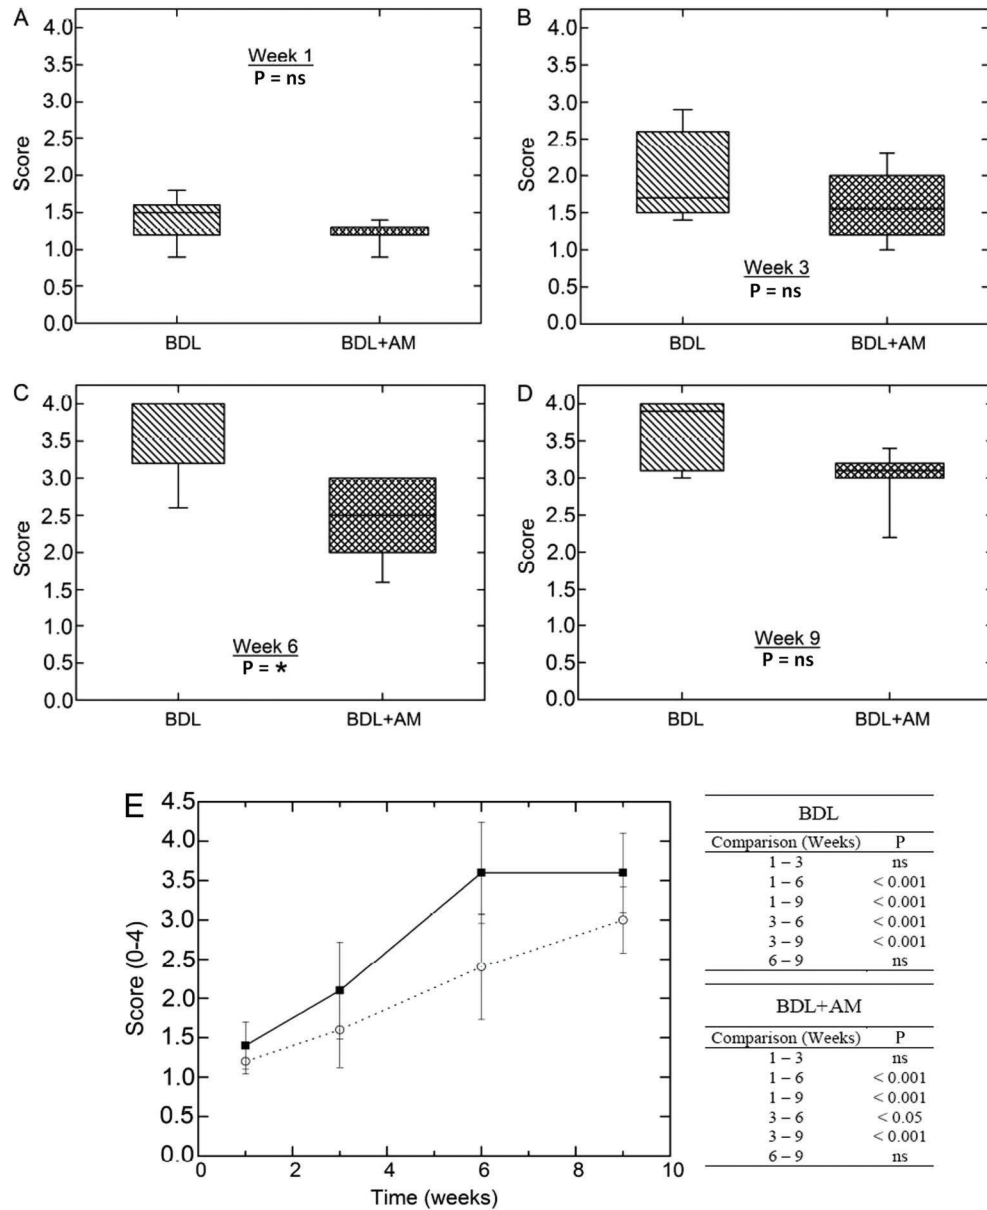 A
4.0
3.5
3.0
2.5
2.0
1.5
1.0
0.5
0.0
Score
Week 1
P = ns
BDL
BDL+AM
B
4.0
3.5
3.0
2.5
2.0
1.5
1.0
0.5
0.0
Score
Week 3
P = ns
BDL
BDL+AM
C
4.0
3.5
3.0
2.5
2.0
1.5
1.0
0.5
0.0
Score
Week 6
P = *
BDL
BDL+AM
D
4.0
3.5
3.0
2.5
2.0
1.5
1.0
0.5
0.0
Score
Week 9
P = ns
BDL
BDL+AM
E
4.5
4.0
3.5
3.0
2.5
2.0
1.5
1.0
0.5
0.0
Score (0-4)
0 2 4 6 8 10
Time (weeks)
BDL
Comparison (Weeks) P
1 – 3 ns
1 – 6 < 0.001
1 – 9 < 0.001
3 – 6 < 0.001
3 – 9 < 0.001
6 – 9 ns
BDL+AM
Comparison (Weeks) P
1 – 3 ns
1 – 6 < 0.001
1 – 9 < 0.001
3 – 6 < 0.05
3 – 9 < 0.001
6 – 9 ns